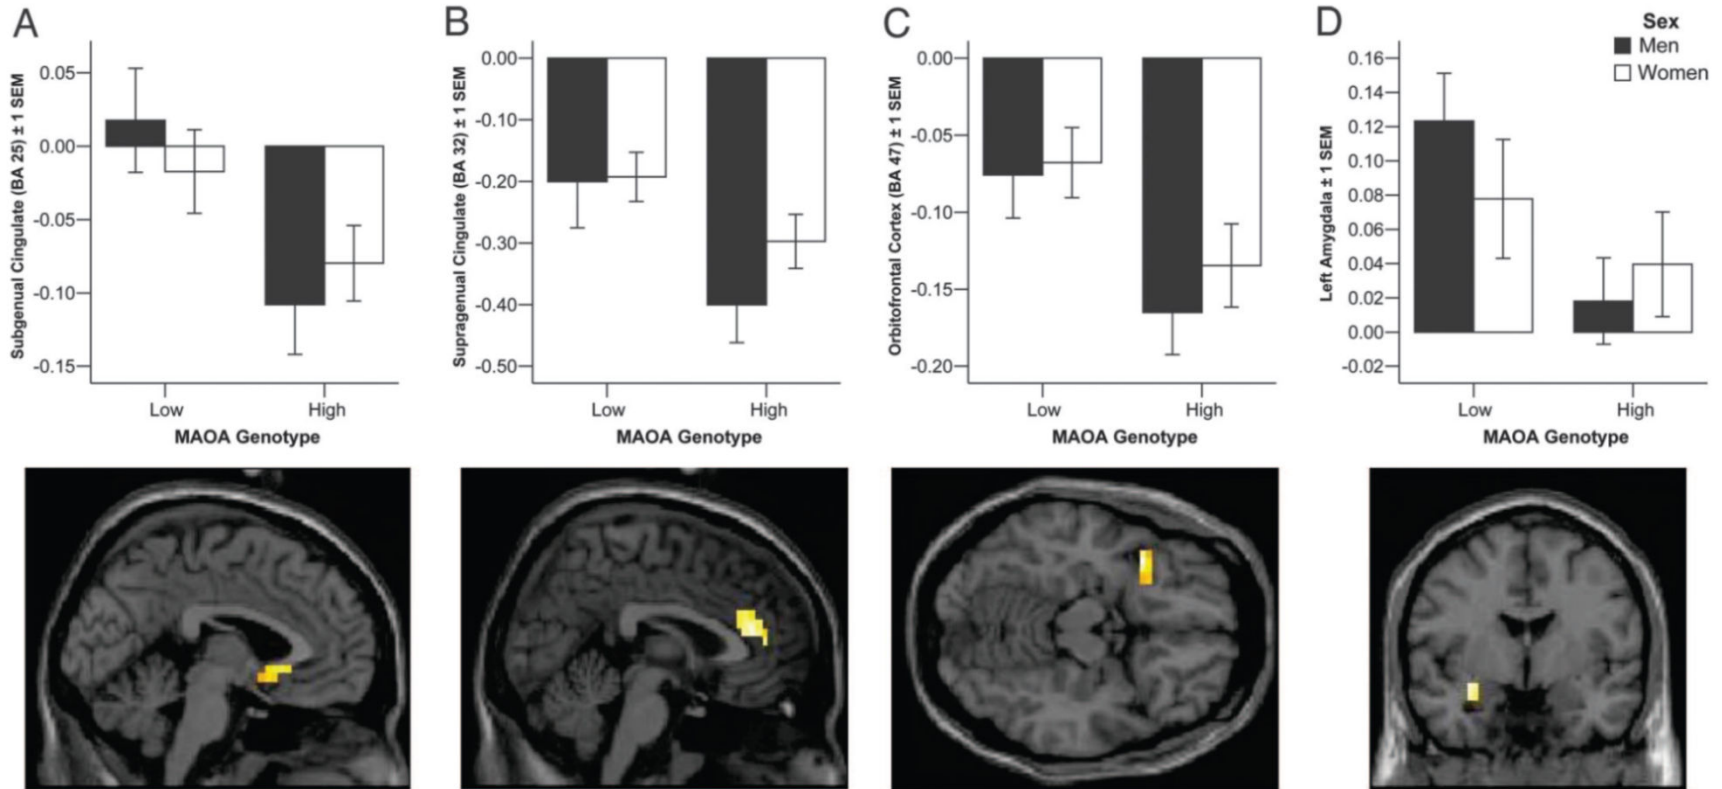 A
Subgenual Cingulate (BA 25) ± 1 SEM
0.05
0.00
-0.05
-0.10
-0.15
Low
High
MAOA Genotype
B
Supragenual Cingulate (BA 32) ± 1 SEM
0.00
-0.10
-0.20
-0.30
-0.40
-0.50
Low
High
MAOA Genotype
C
Orbitofrontal Cortex (BA 47) ± 1 SEM
0.00
-0.05
-0.10
-0.15
-0.20
Low
High
MAOA Genotype
D
Sex
Men
Women
Left Amygdala ± 1 SEM
0.16
0.14
0.12
0.10
0.08
0.06
0.04
0.02
0.00
-0.02
Low
High
MAOA Genotype